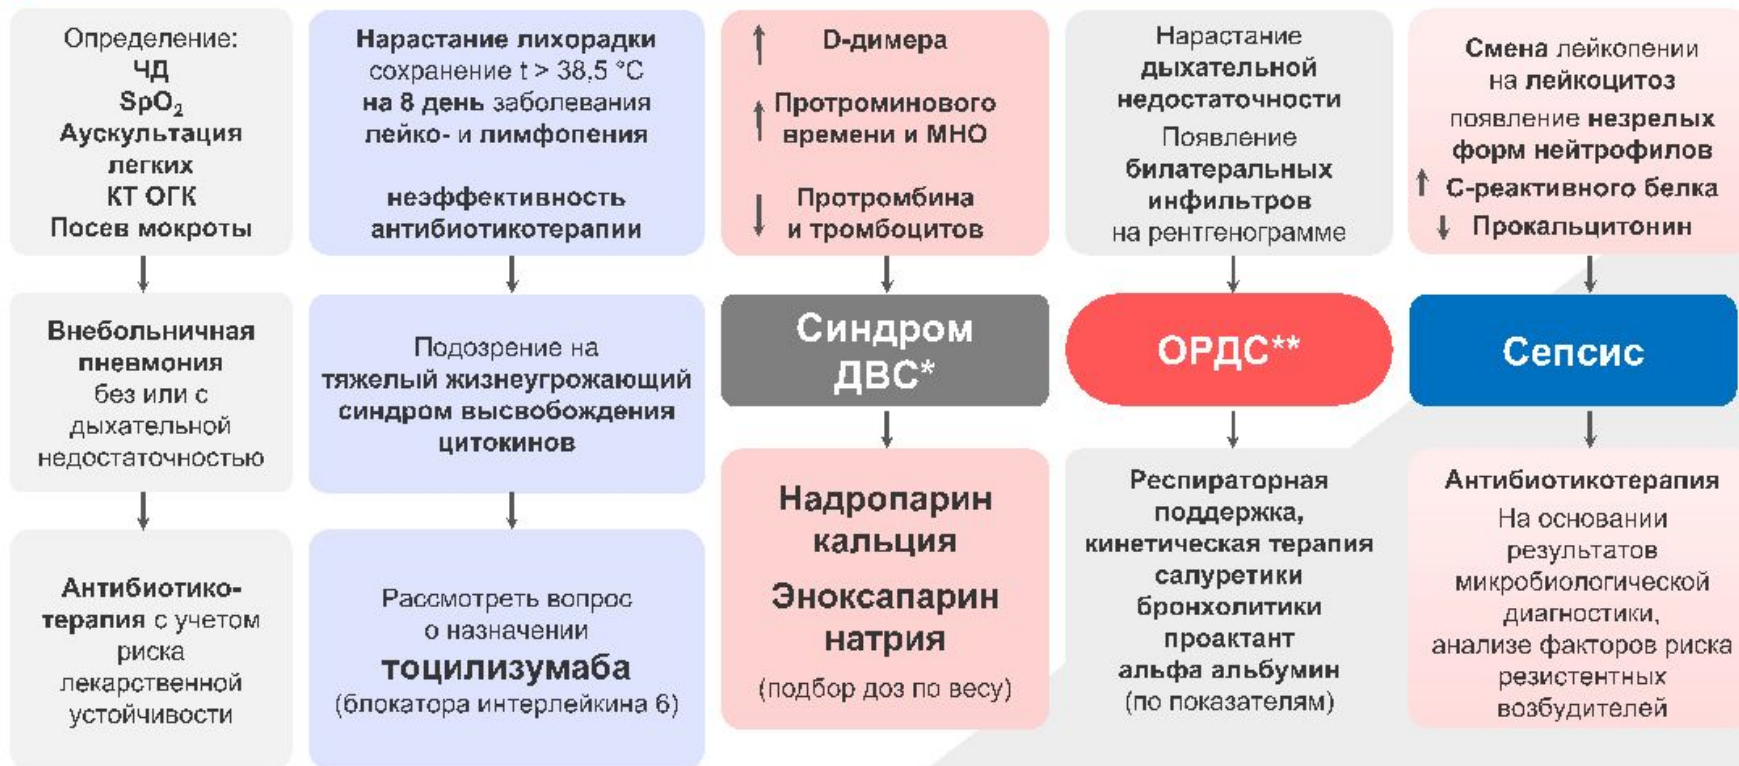 Определение:
ЧД
SpO₂
Аускультация
легких
КТ ОГК
Посев мокроты
Внебольничная
пневмония
без или с
дыхательной
недостаточностью
Антибиотико-
терапия с учетом
риска
лекарственной
устойчивости
Нарастание лихорадки
сохранение t > 38,5 °C
на 8 день заболевания
лейко- и лимфопения
неэффективность
антибиотикотерапии
Подозрение на
тяжелый жизнеугрожающий
синдром высвобождения
цитокинов
Рассмотреть вопрос
о назначении
тоцилизумаба
(блокатора интерлейкина 6)
↑ D-димера
↑ Протроминового
времени и МНО
↓ Протромбина
и тромбоцитов
Синдром
ДВС*
Надропарин
кальция
Эноксапарин
натрия
(подбор доз по весу)
Нарастание
дыхательной
недостаточности
Появление
билатеральных
инфильтров
на рентгенограмме
ОРДС**
Респираторная
поддержка,
кинетическая терапия
салуретики
бронхолитики
проактант
альфа альбумин
(по показателям)
Смена лейкопении
на лейкоцитоз
появление незрелых
форм нейтрофилов
↑ С-реактивного белка
↓ Прокальцитонин
Сепсис
Антибиотикотерапия
На основании
результатов
микробиологической
диагностики,
анализе факторов риска
резистентных
возбудителей